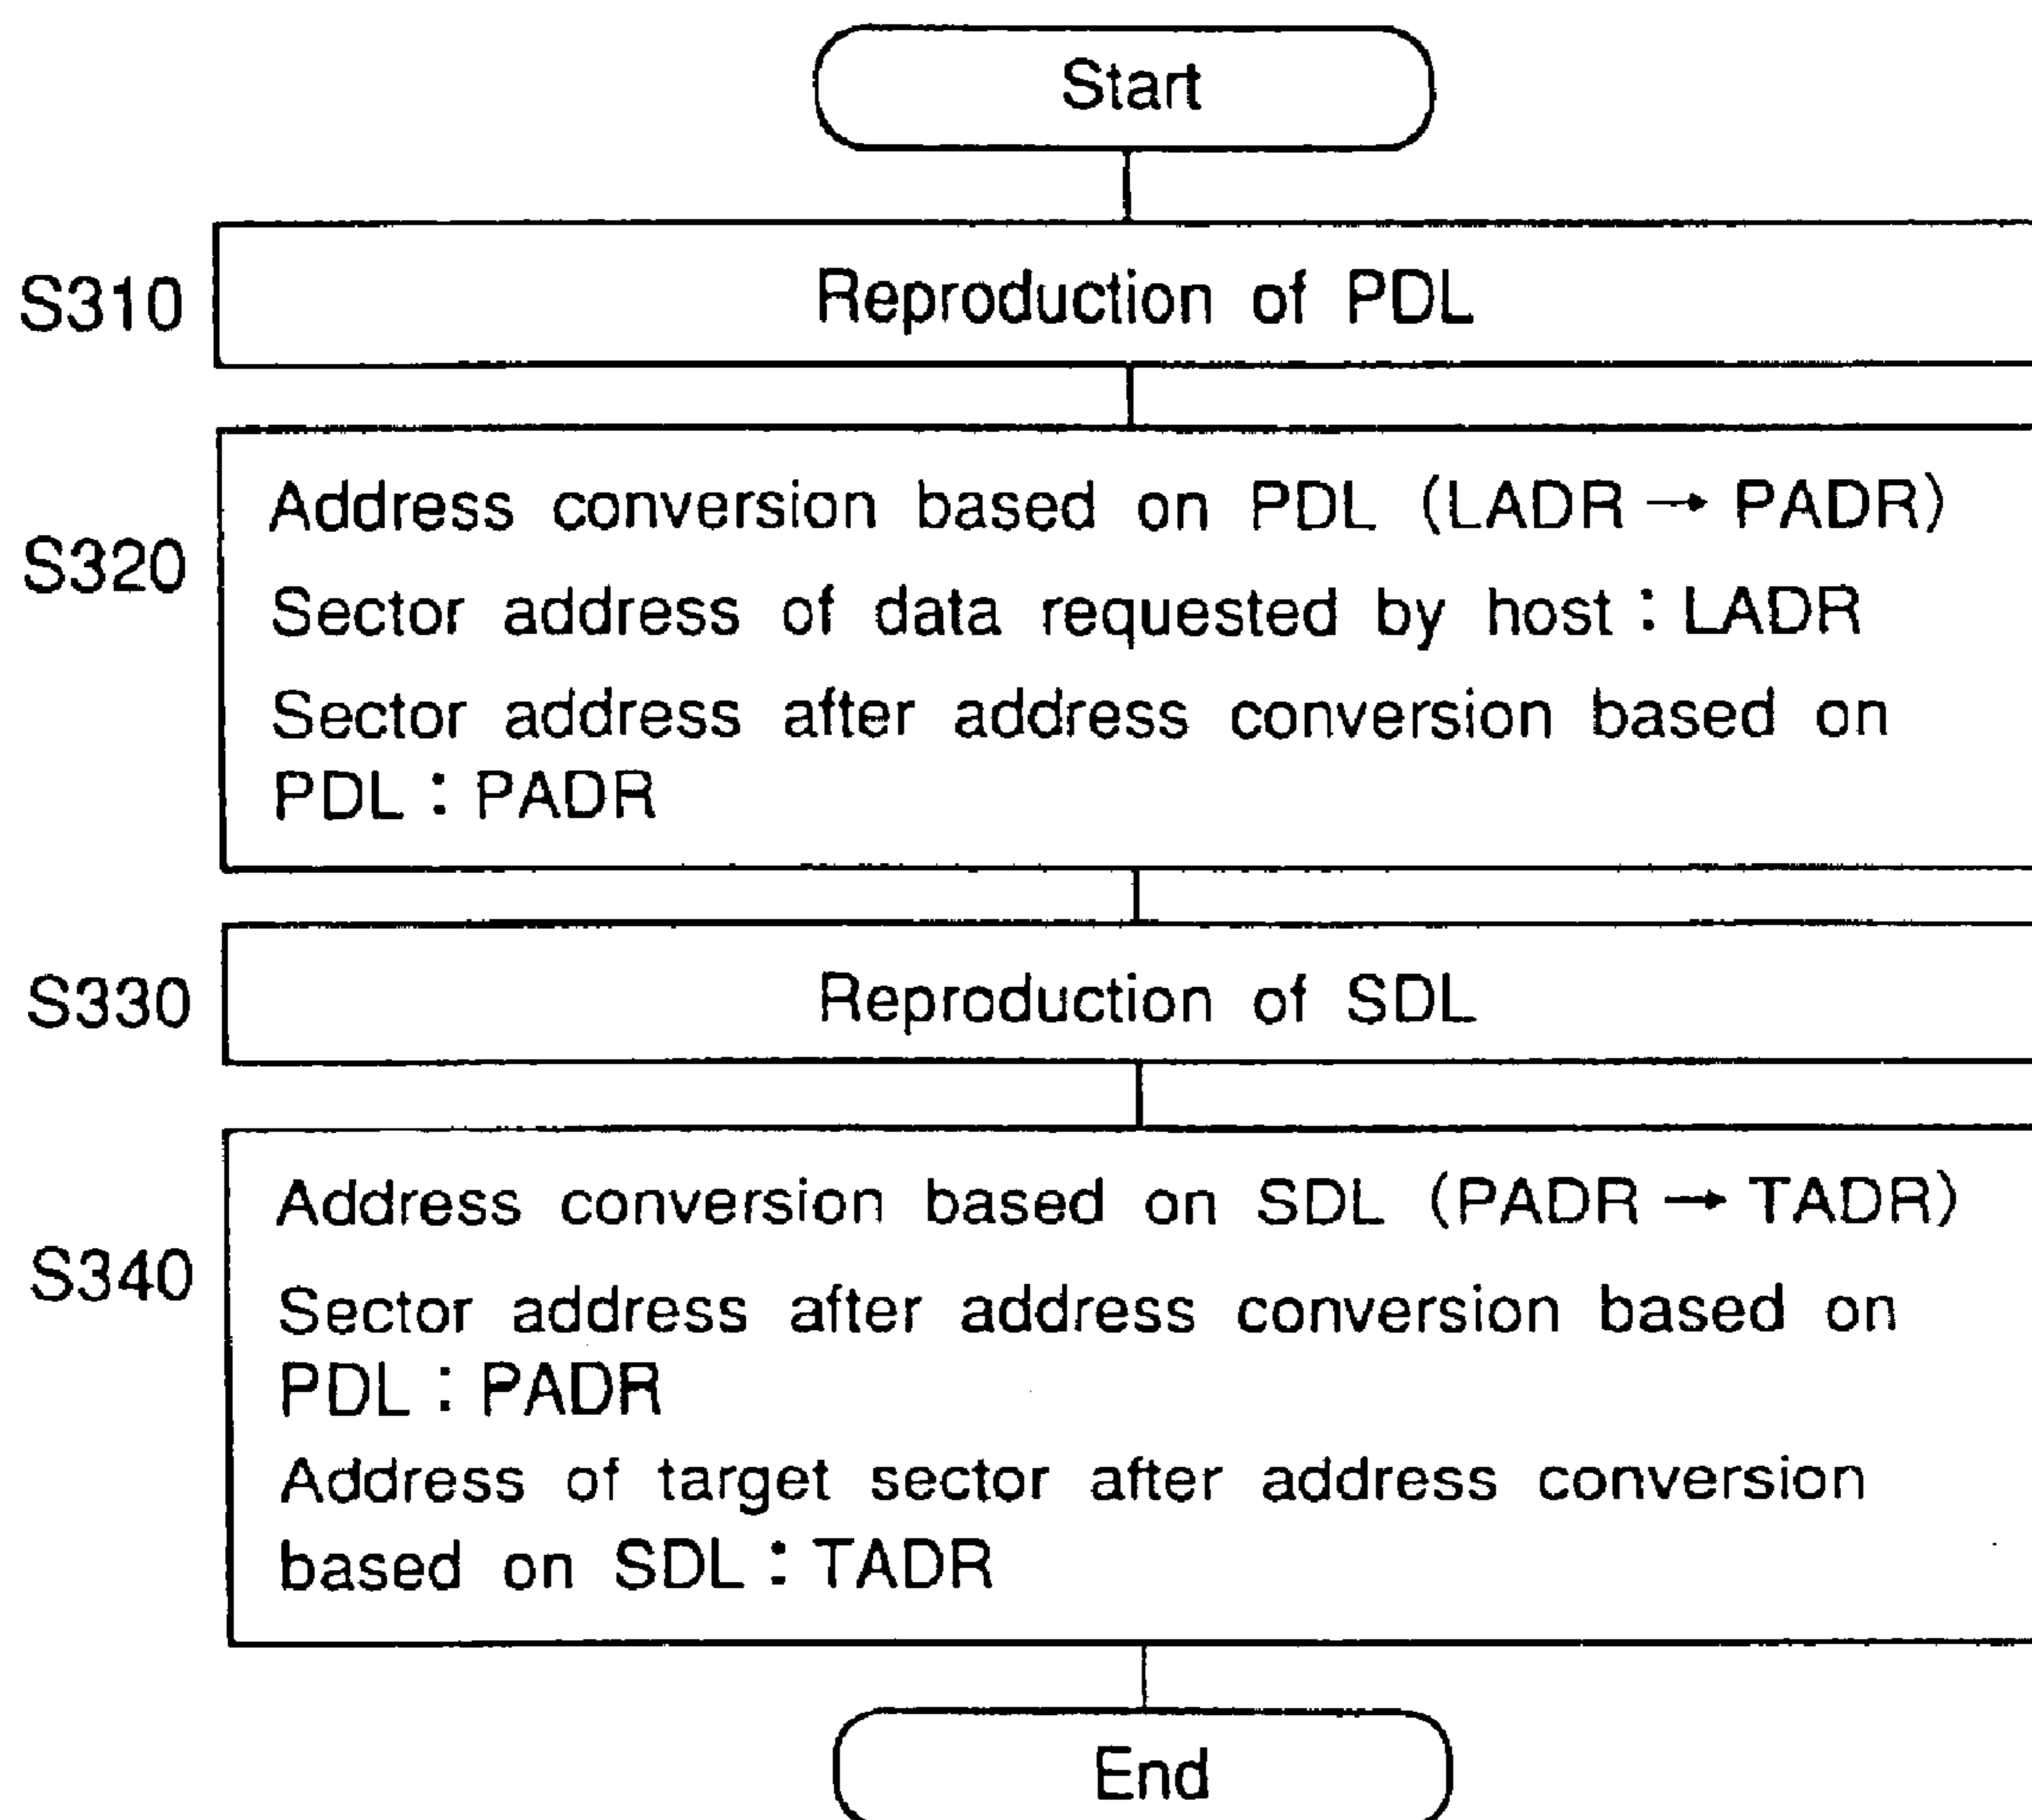 Start
S310
Reproduction of PDL
S320
Address conversion based on PDL (LADR → PADR)
Sector address of data requested by host : LADR
Sector address after address conversion based on
PDL : PADR
S330
Reproduction of SDL
S340
Address conversion based on SDL (PADR → TADR)
Sector address after address conversion based on
PDL : PADR
Address of target sector after address conversion
based on SDL : TADR
End